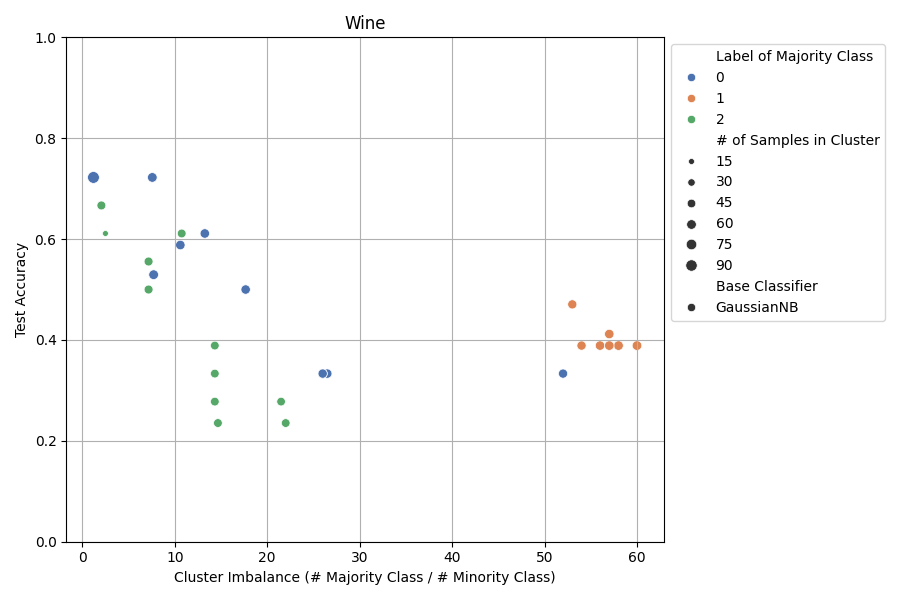 Wine
1.0
0.8
0.6
0.4
0.2
0.0
Test Accuracy
0 10 20 30 40 50 60
Cluster Imbalance (# Majority Class / # Minority Class)
Label of Majority Class
0
1
2
# of Samples in Cluster
15
30
45
60
75
90
Base Classifier
GaussianNB